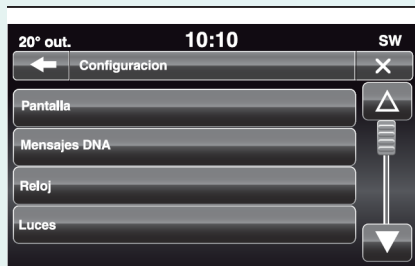 20° out. 10:10 SW
Configuracion
Pantalla
Mensajes DNA
Reloj
Luces